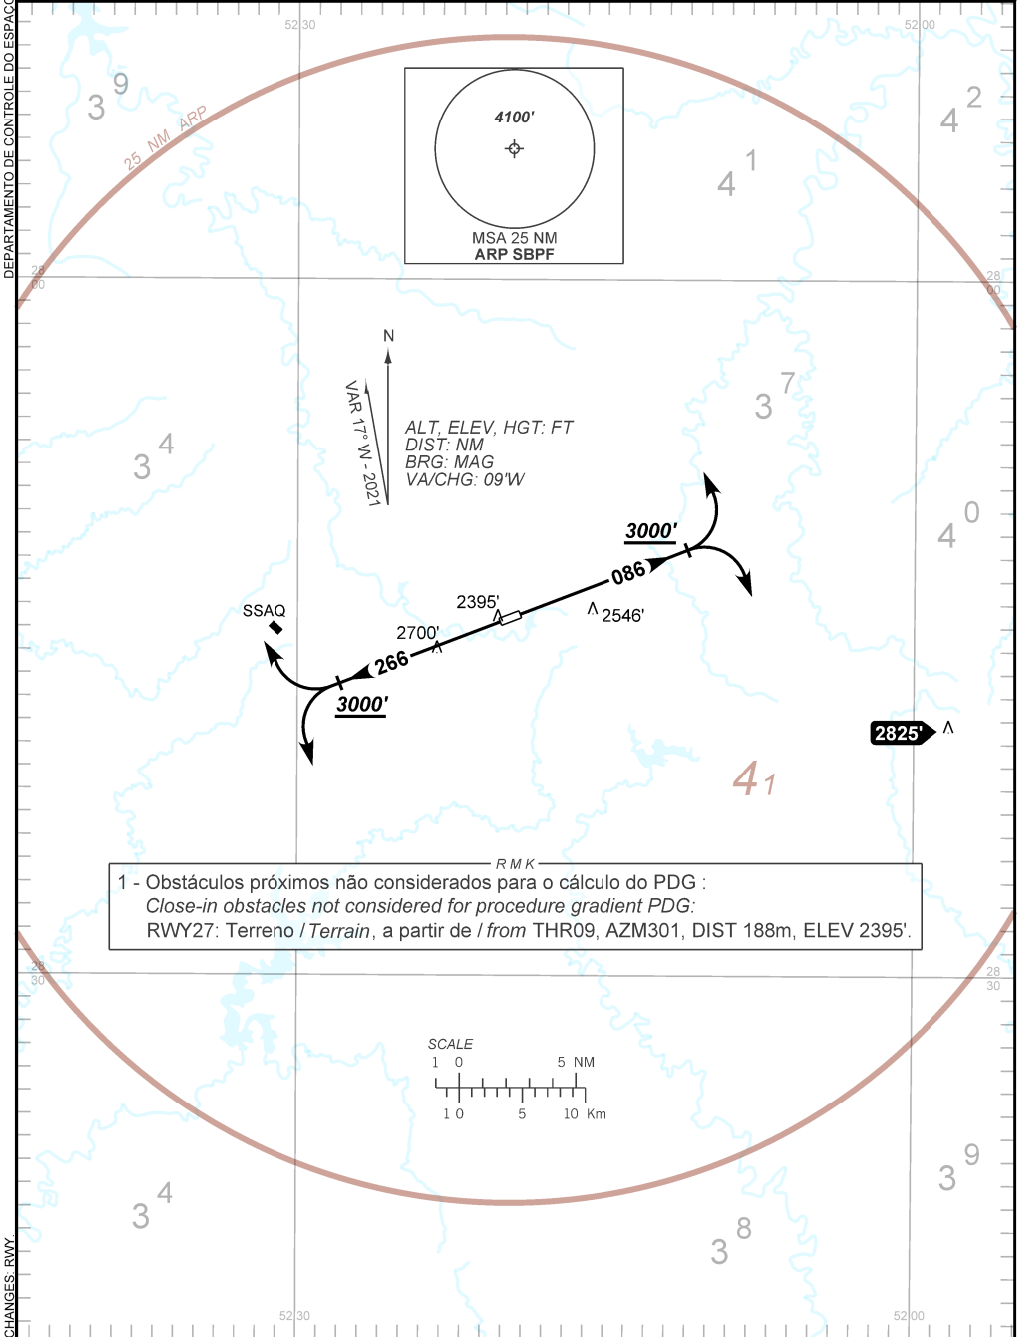 DEPARTAMENTO DE CONTROLE DO ESPAÇO
52 30
52 00
3 9
25 NM ARP
4100'
4 2
4 1
MSA 25 NM
ARP SBPF
28 00
28 00
N
VAR 17° W - 2021
3 7
3 4
ALT, ELEV, HGT: FT
DIST: NM
BRG: MAG
VA/CHG: 09'W
4 0
3000'
086
2395'
2546'
SSAQ
2700'
266
3000'
2825'
4 1
RMK
1 - Obstáculos próximos não considerados para o cálculo do PDG :
Close-in obstacles not considered for procedure gradient PDG:
RWY27: Terreno / Terrain, a partir de / from THR09, AZM301, DIST 188m, ELEV 2395'.
28 30
28 30
SCALE
1 0 5 NM
1 0 5 10 Km
3 9
3 4
3 8
CHANGES: RWY.
52 30
52 00